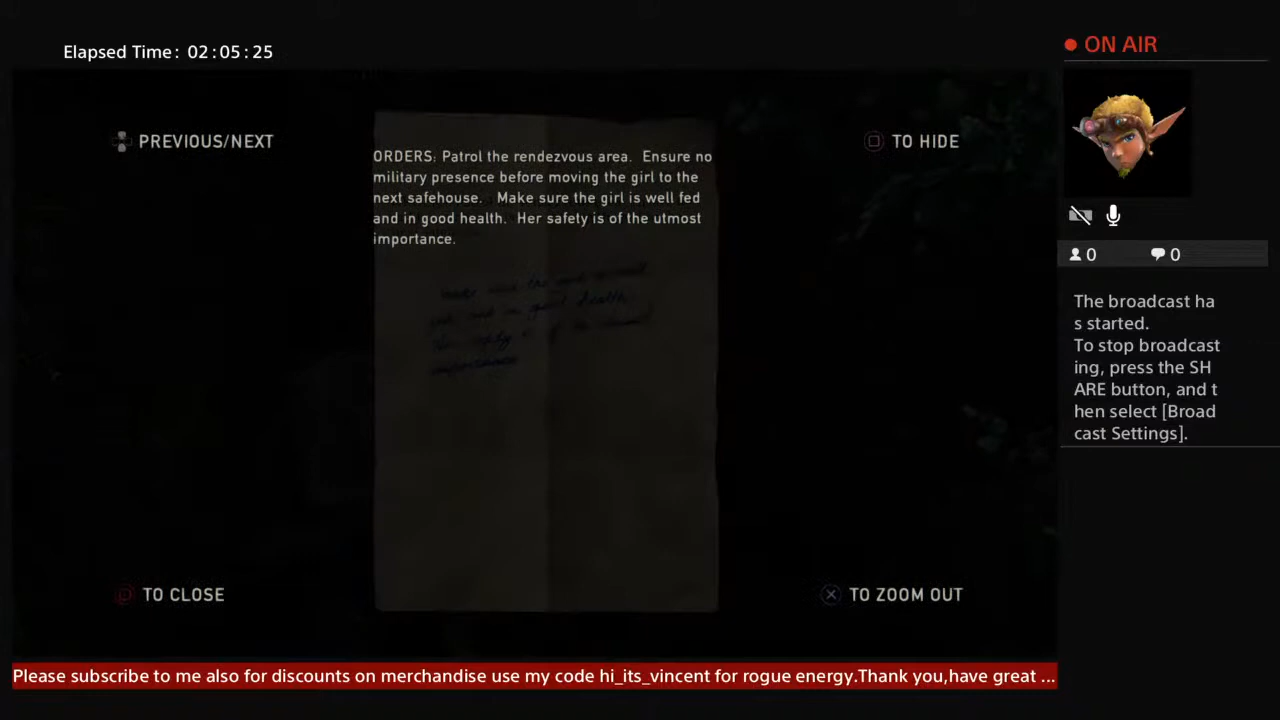 Elapsed Time: 02:05:25
ON AIR
PREVIOUS/NEXT
TO HIDE
ORDERS: Patrol the rendezvous area. Ensure no
military presence before moving the girl to the
next safehouse. Make sure the girl is well fed
and in good health. Her safety is of the utmost
importance.
0
0
The broadcast ha
s started.
To stop broadcast
ing, press the SH
ARE button, and t
hen select [Broad
cast Settings].
TO CLOSE
TO ZOOM OUT
Please subscribe to me also for discounts on merchandise use my code hi_its_vincent for rogue energy.Thank you,have great ...